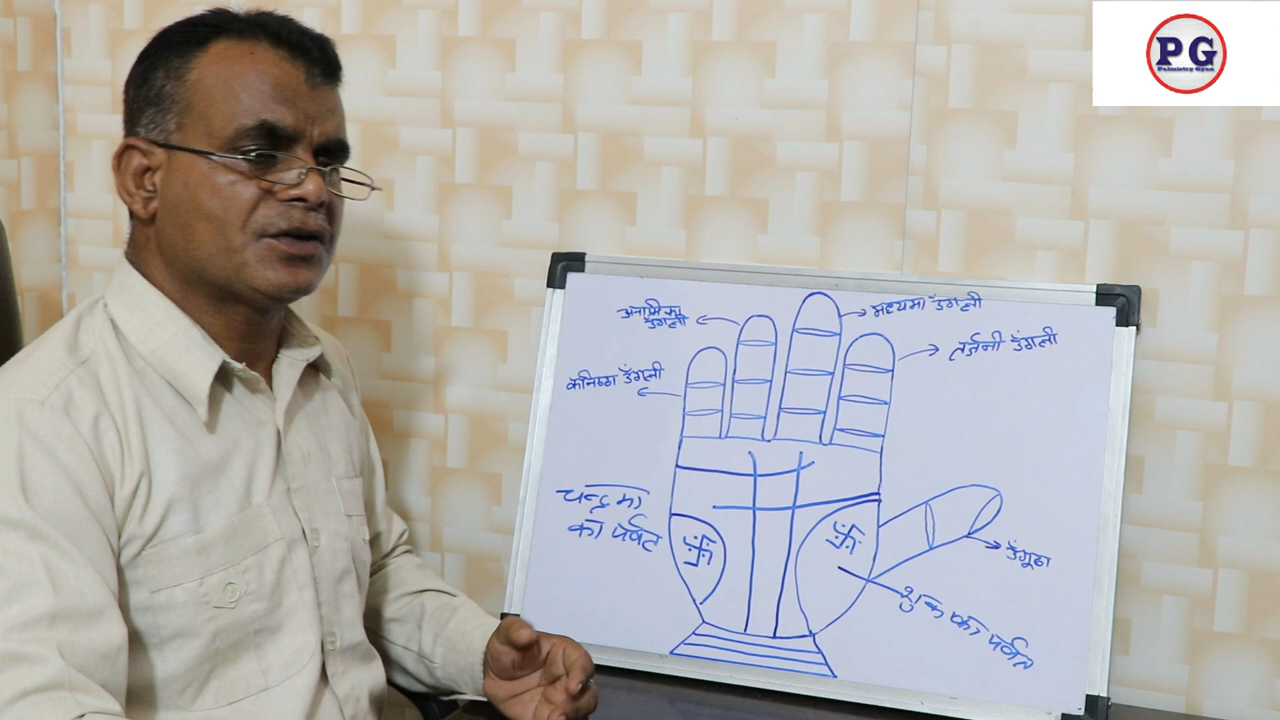 PG
Palmistry Gyan
अनामिका
उँगली
मध्यमा उँगली
तर्जनी उँगली
कनिष्ठा उँगली
चन्द्रमा
का पर्वत
अँगूठा
शुक्र का पर्वत